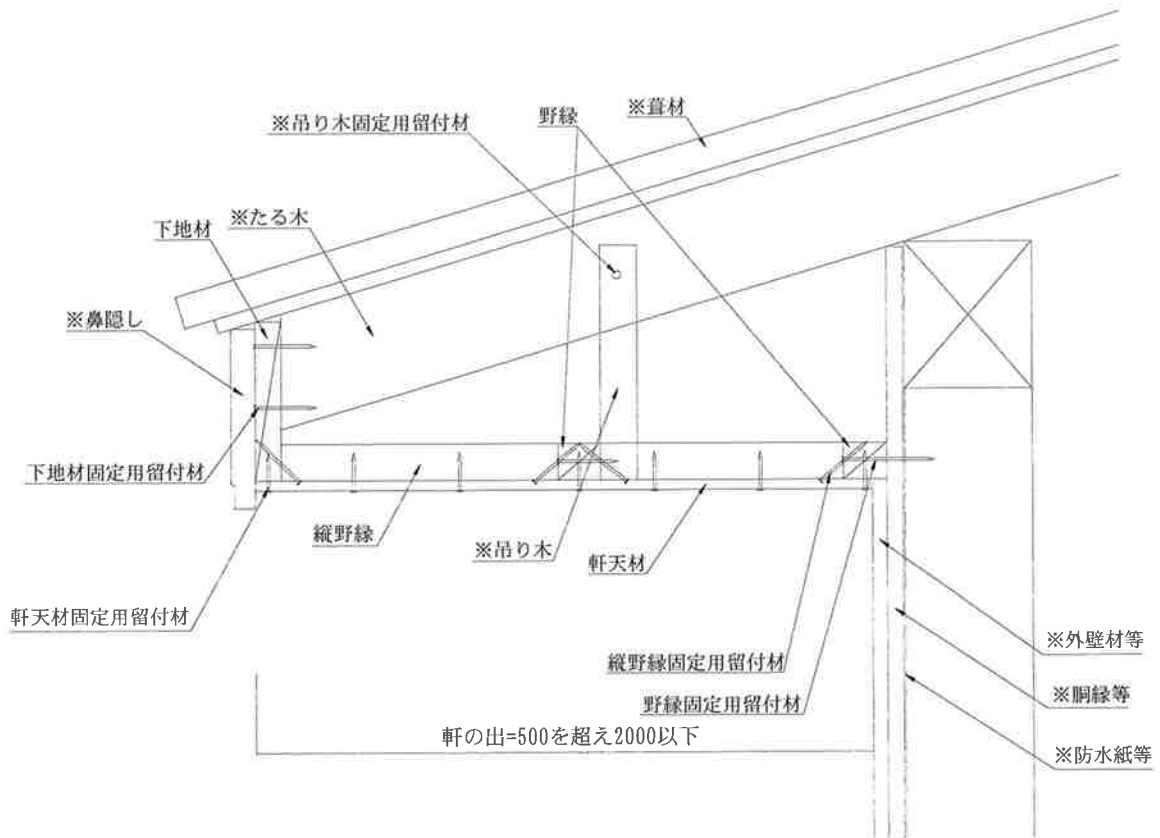 ※葺材
野縁
※吊り木固定用留付材
※たる木
下地材
※鼻隠し
下地材固定用留付材
縦野縁
※吊り木
軒天材
軒天材固定用留付材
縦野縁固定用留付材
野縁固定用留付材
※外壁材等
※胴縁等
※防水紙等
軒の出=500を超え2000以下